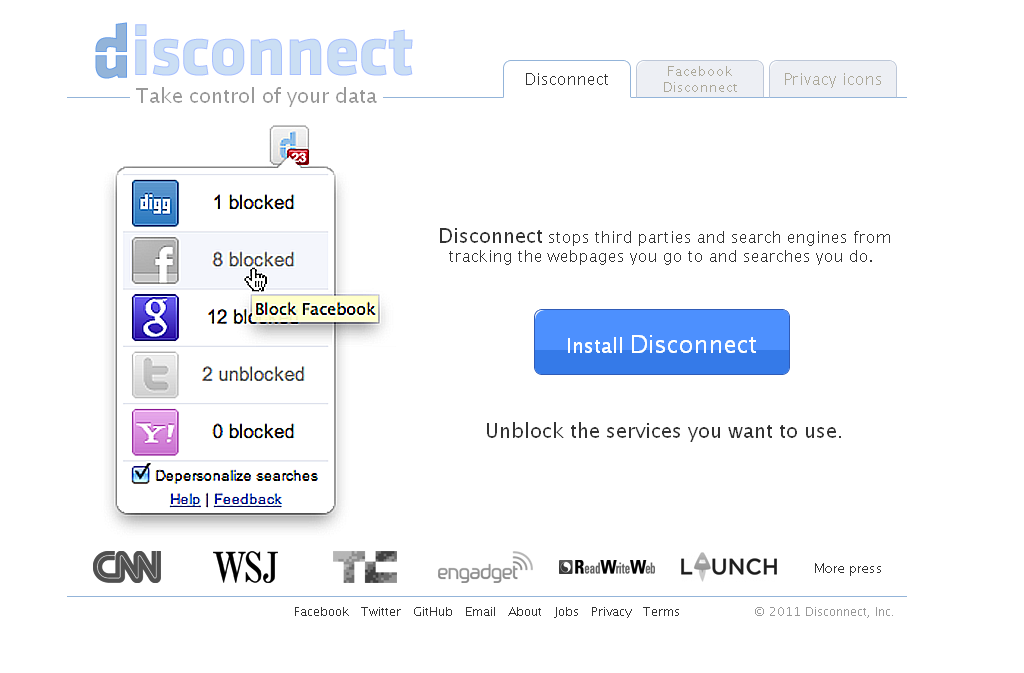 disconnect
Take control of your data
Disconnect
Facebook
Disconnect
Privacy icons
d
23
digg
1 blocked
f
8 blocked
Block Facebook
g
12 blocked
t
2 unblocked
Y!
0 blocked
Depersonalize searches
Help | Feedback
Disconnect stops third parties and search engines from
tracking the webpages you go to and searches you do.
Install Disconnect
Unblock the services you want to use.
CNN WSJ TC engadget ReadWriteWeb LAUNCH More press
Facebook Twitter GitHub Email About Jobs Privacy Terms © 2011 Disconnect, Inc.